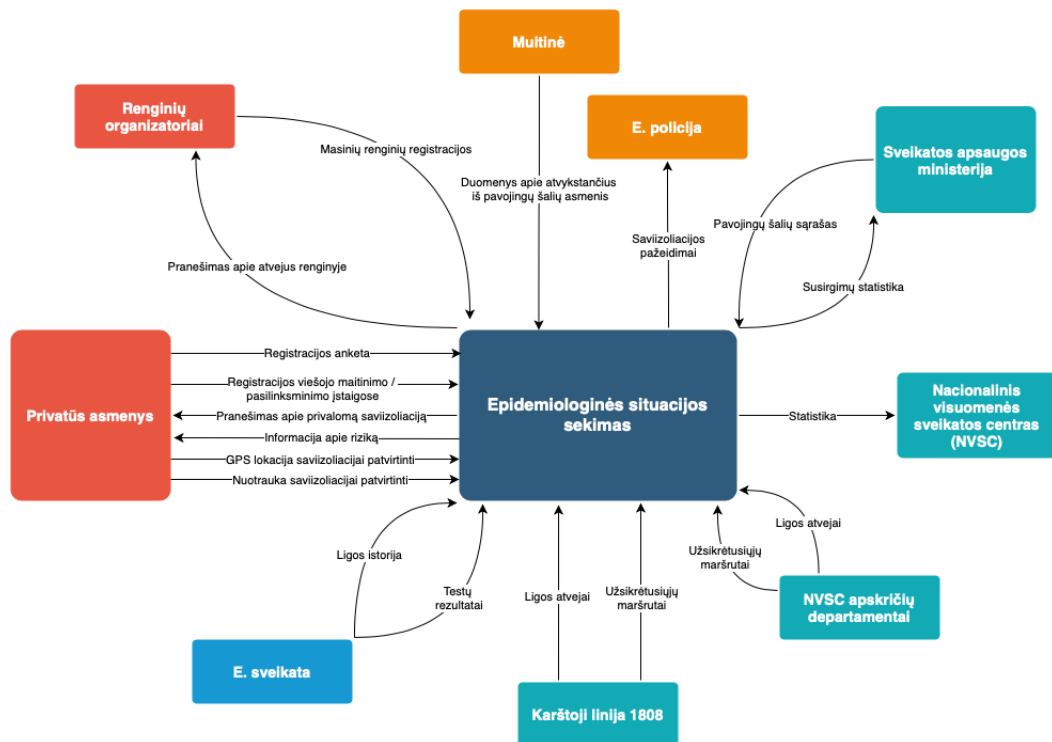 Muitinė
Renginių
organizatoriai
E. policija
Sveikatos apsaugos
ministerija
Masinių renginių registracijos
Duomenys apie atvykstančius
iš pavojingų šalių asmenis
Pavojingų šalių sąrašas
Saviizoliacijos
pažeidimai
Pranešimas apie atvejus renginyje
Susirgimų statistika
Privatūs asmenys
Registracijos anketa
Registracijos viešojo maitinimo /
pasilinksminimo įstaigose
Pranešimas apie privalomą saviizoliaciją
Informacija apie riziką
GPS lokacija saviizoliacijai patvirtinti
Nuotrauka saviizoliacijai patvirtinti
Epidemiologinės situacijos
sekimas
Statistika
Nacionalinis
visuomenės
sveikatos centras
(NVSC)
Ligos istorija
Testų
rezultatai
Ligos atvejai
Užsikrėtusiųjų
maršrutai
Užsikrėtusiųjų
maršrutai
Ligos atvejai
NVSC apskričių
departamentai
E. sveikata
Karštoji linija 1808